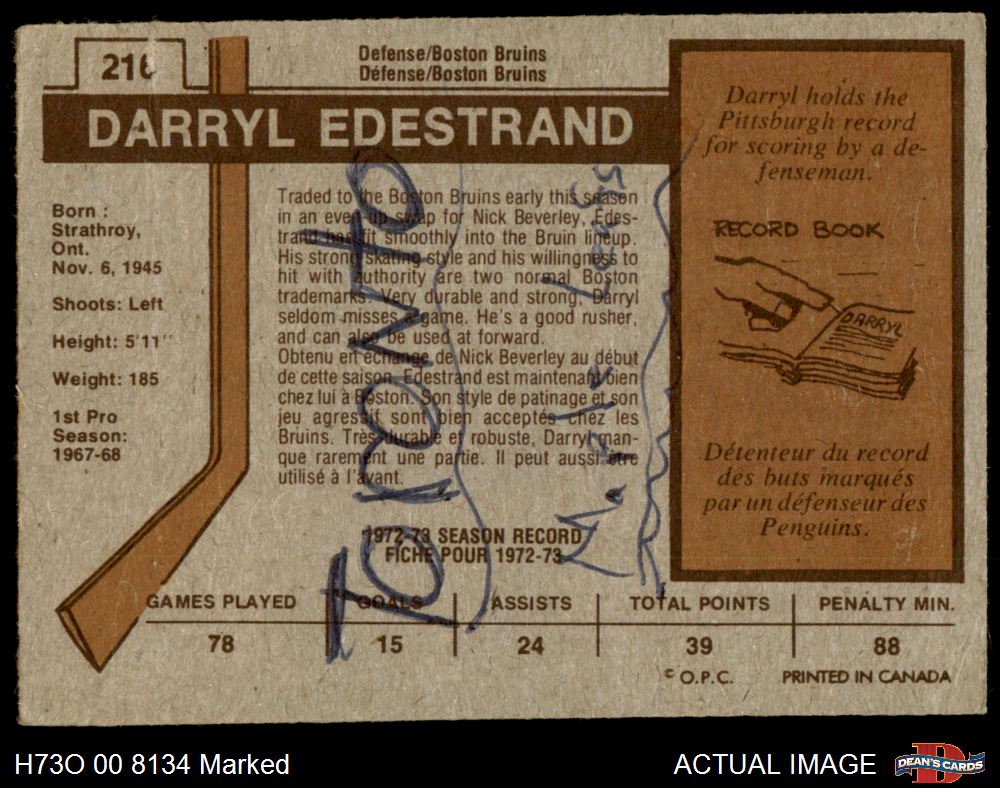 216
Defense/Boston Bruins
Défense/Boston Bruins
DARRYL EDESTRAND
Born :
Strathroy,
Ont.
Nov. 6, 1945
Shoots: Left
Height: 5'11''
Weight: 185
1st Pro
Season:
1967-68
Traded to the Boston Bruins early this season
in an even-up swap for Nick Beverley, Edes-
trand has fit smoothly into the Bruin lineup.
His strong skating style and his willingness to
hit with authority are two normal Boston
trademarks. Very durable and strong, Darryl
seldom misses a game. He's a good rusher,
and can also be used at forward.
Obtenu en échange de Nick Beverley au début
de cette saison, Edestrand est maintenant bien
chez lui à Boston. Son style de patinage et son
jeu agressif sont bien acceptés chez les
Bruins. Très durable et robuste, Darryl man-
que rarement une partie. Il peut aussi être
utilisé à l'avant.
Toronto
Darryl holds the
Pittsburgh record
for scoring by a de-
fenseman.
RECORD BOOK
DARRYL
Détenteur du record
des buts marqués
par un défenseur des
Penguins.
1972-73 SEASON RECORD
FICHE POUR 1972-73
GAMES PLAYED GOALS ASSISTS TOTAL POINTS PENALTY MIN.
78 15 24 39 88
© O.P.C. PRINTED IN CANADA
H73O 00 8134 Marked
ACTUAL IMAGE
DEAN'S CARDS